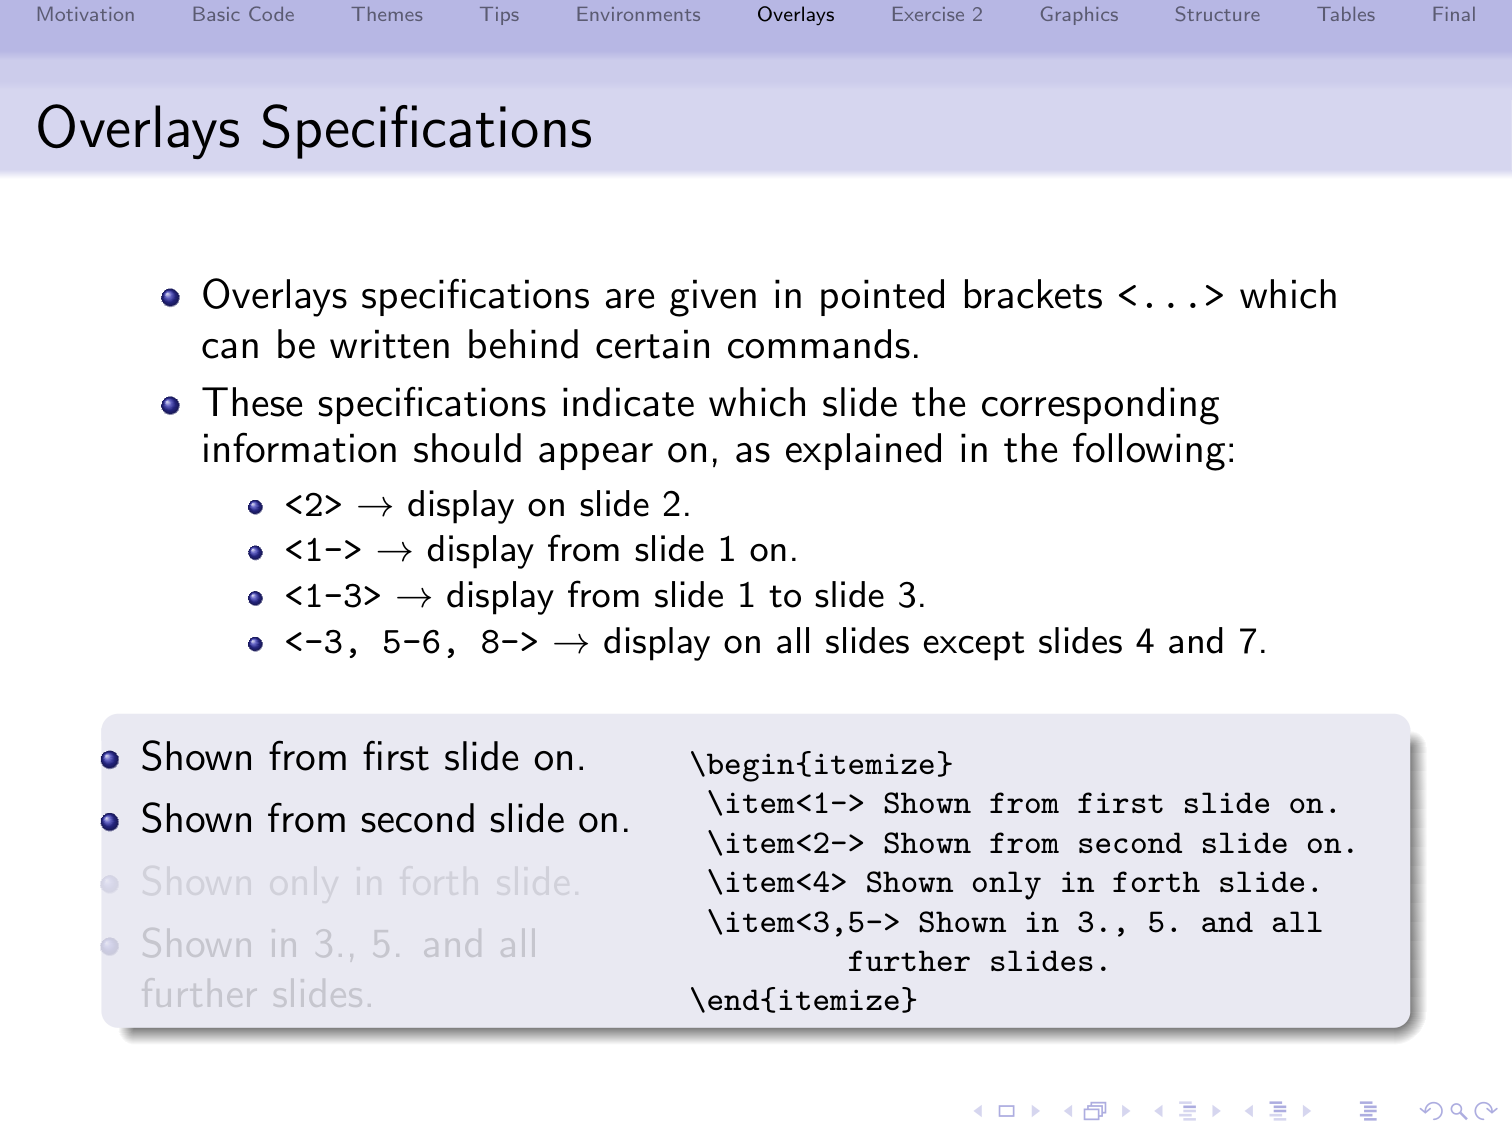 Motivation Basic Code Themes Tips Environments Overlays Exercise 2 Graphics Structure Tables Final
Overlays Specifications
Overlays specifications are given in pointed brackets <...> which
can be written behind certain commands.
These specifications indicate which slide the corresponding
information should appear on, as explained in the following:
<2> → display on slide 2.
<1-> → display from slide 1 on.
<1-3> → display from slide 1 to slide 3.
<-3, 5-6, 8-> → display on all slides except slides 4 and 7.
Shown from first slide on.
Shown from second slide on.
Shown only in forth slide.
Shown in 3., 5. and all
further slides.
\begin{itemize}
\item<1-> Shown from first slide on.
\item<2-> Shown from second slide on.
\item<4> Shown only in forth slide.
\item<3,5-> Shown in 3., 5. and all
further slides.
\end{itemize}